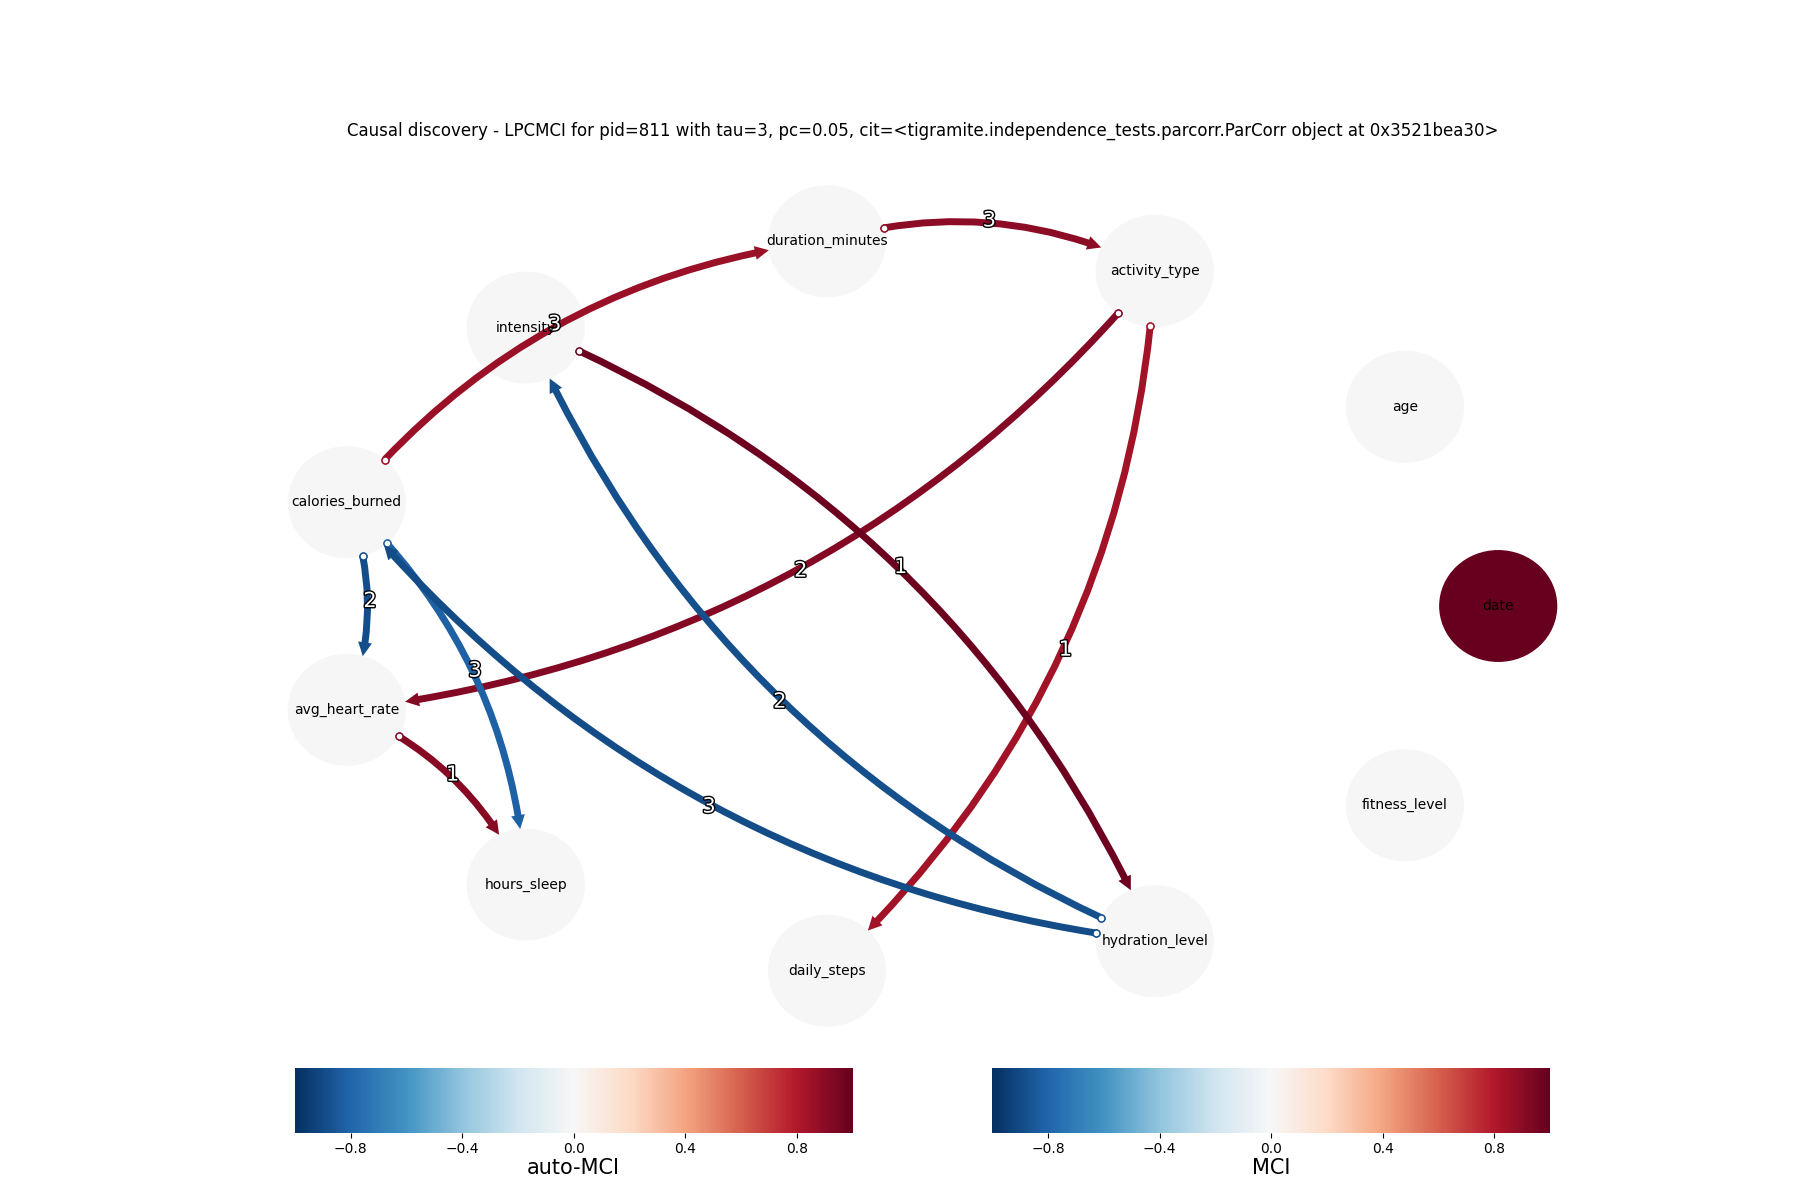 Causal discovery - LPCMCI for pid=811 with tau=3, pc=0.05, cit=<tigramite.independence_tests.parcorr.ParCorr object at 0x3521bea30>
3
duration_minutes
activity_type
intensity
3
age
calories_burned
2
1
2
date
1
3
2
avg_heart_rate
1
3
fitness_level
hours_sleep
hydration_level
daily_steps
−0.8 −0.4 0.0 0.4 0.8
auto-MCI
−0.8 −0.4 0.0 0.4 0.8
MCI